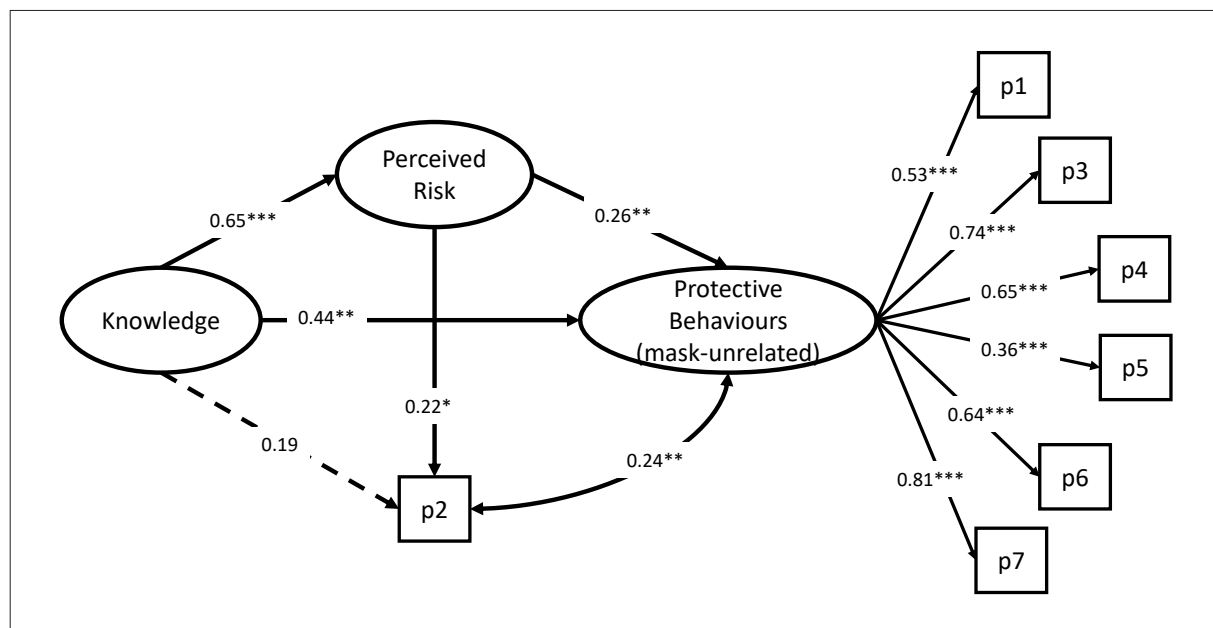 p1
Perceived
Risk
p3
0.53***
0.65***
0.26**
0.74***
p4
Knowledge
0.44**
Protective
Behaviours
(mask-unrelated)
0.65***
0.36***
p5
0.22*
0.19
0.24**
0.64***
0.81***
p6
p2
p7